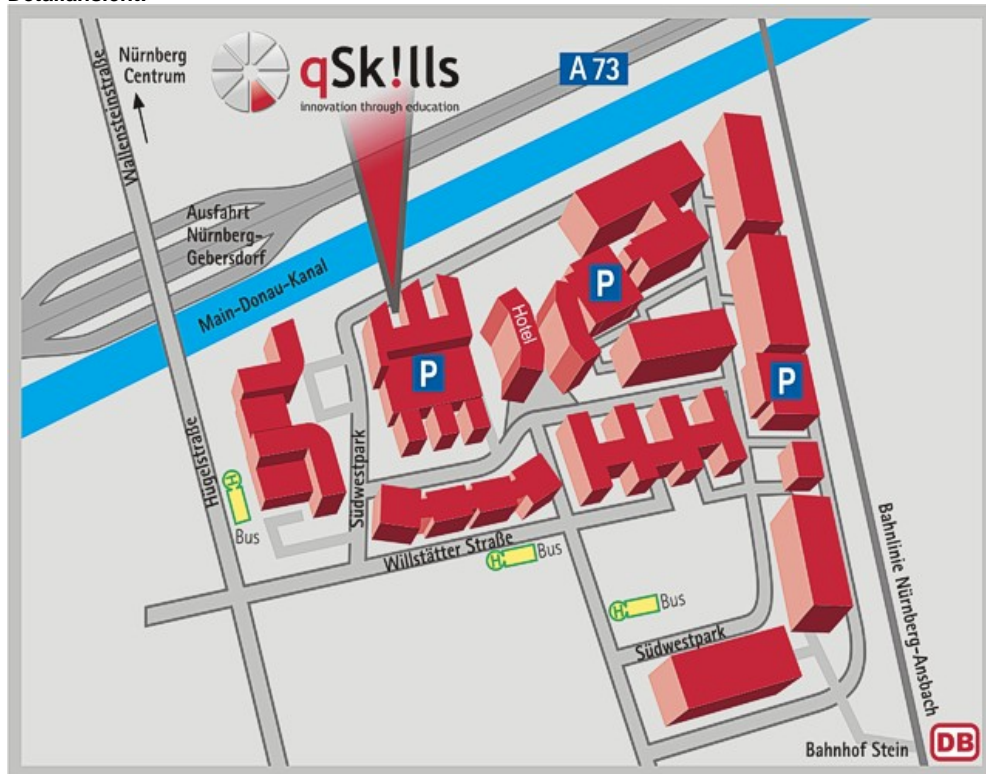 Nürnberg
Centrum
Wallensteinstraße
qSk!lls
innovation through education
A 73
Ausfahrt
Nürnberg-
Gebersdorf
Main-Donau-Kanal
Hügelstraße
Hotel
P
P
P
Südwestpark
H
Bus
Willstätter Straße
H
Bus
H
Bus
Südwestpark
Bahnlinie Nürnberg-Ansbach
Bahnhof Stein
DB